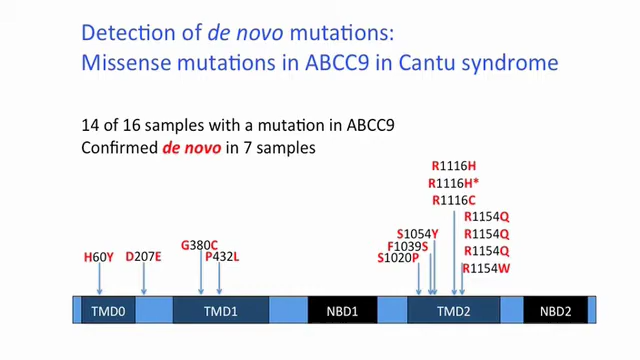 Detection of de novo mutations:
Missense mutations in ABCC9 in Cantu syndrome
14 of 16 samples with a mutation in ABCC9
Confirmed de novo in 7 samples
R1116H
R1116H*
R1116C
R1154Q
R1154Q
R1154Q
R1154W
S1054Y
F1039S
S1020P
G380C
P432L
H60Y
D207E
TMD0
TMD1
NBD1
TMD2
NBD2